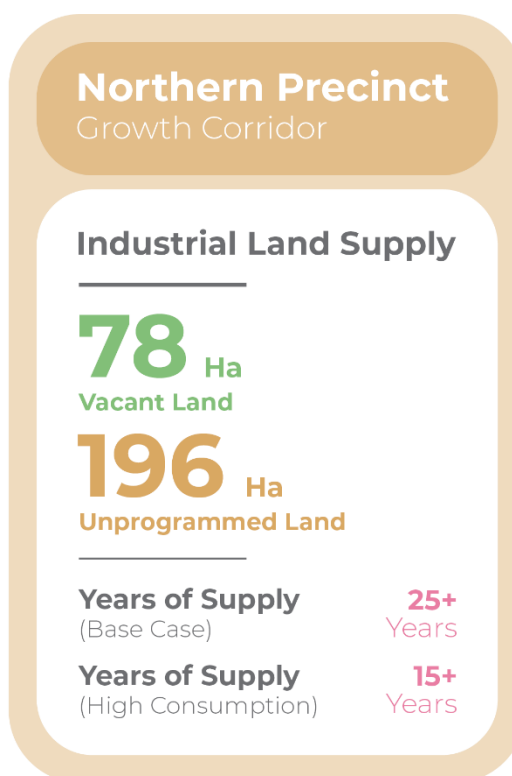 Northern Precinct
Growth Corridor
Industrial Land Supply
78 Ha
Vacant Land
196 Ha
Unprogrammed Land
Years of Supply 25+
(Base Case) Years
Years of Supply 15+
(High Consumption) Years